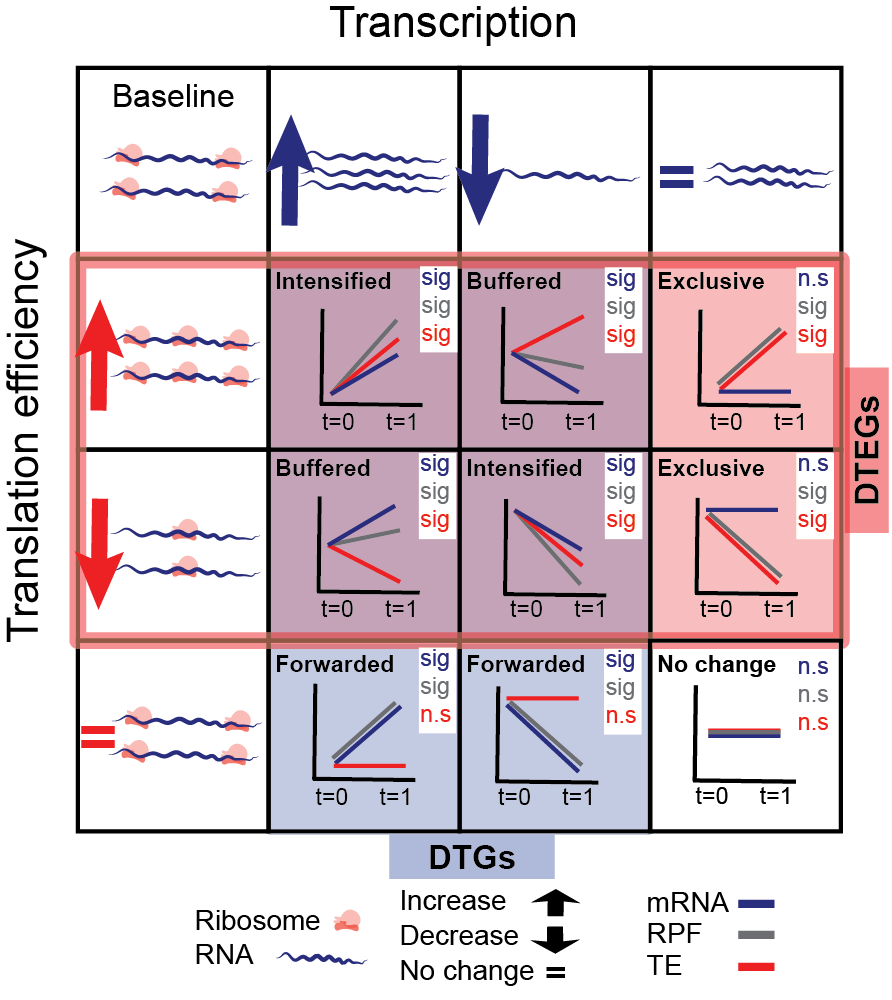 Transcription
Translation efficiency
Baseline
=
Intensified
sig
sig
sig
t=0 t=1
Buffered
sig
sig
sig
t=0 t=1
Exclusive
n.s
sig
sig
t=0 t=1
Buffered
sig
sig
sig
t=0 t=1
Intensified
sig
sig
sig
t=0 t=1
Exclusive
n.s
sig
sig
t=0 t=1
DTEGs
=
Forwarded
sig
sig
n.s
t=0 t=1
Forwarded
sig
sig
n.s
t=0 t=1
No change
n.s
n.s
n.s
t=0 t=1
DTGs
Ribosome
RNA
Increase
Decrease
No change =
mRNA
RPF
TE